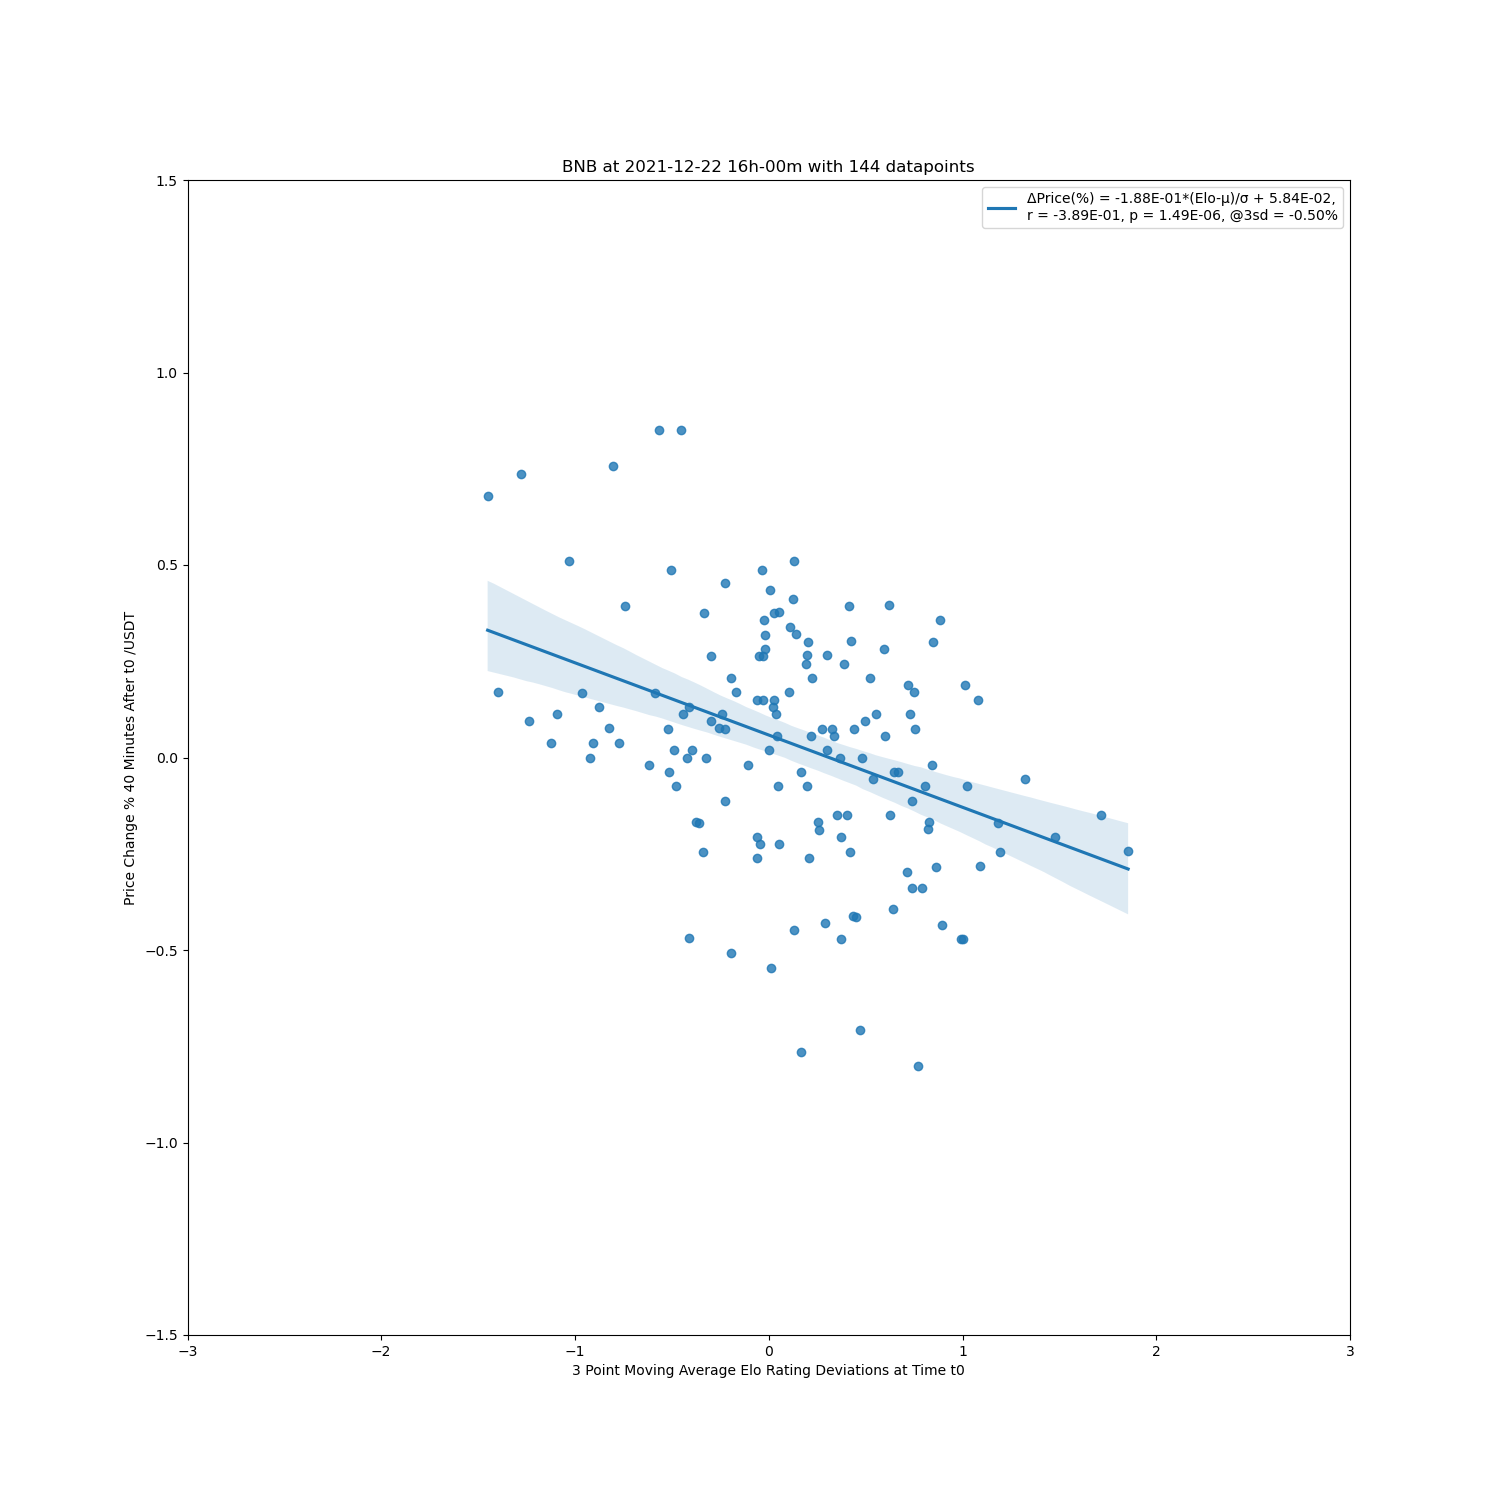 BNB at 2021-12-22 16h-00m with 144 datapoints
ΔPrice(%) = -1.88E-01*(Elo-μ)/σ + 5.84E-02,
r = -3.89E-01, p = 1.49E-06, @3sd = -0.50%
1.5
1.0
0.5
0.0
−0.5
−1.0
−1.5
Price Change % 40 Minutes After t0 /USDT
−3
−2
−1
0
1
2
3
3 Point Moving Average Elo Rating Deviations at Time t0